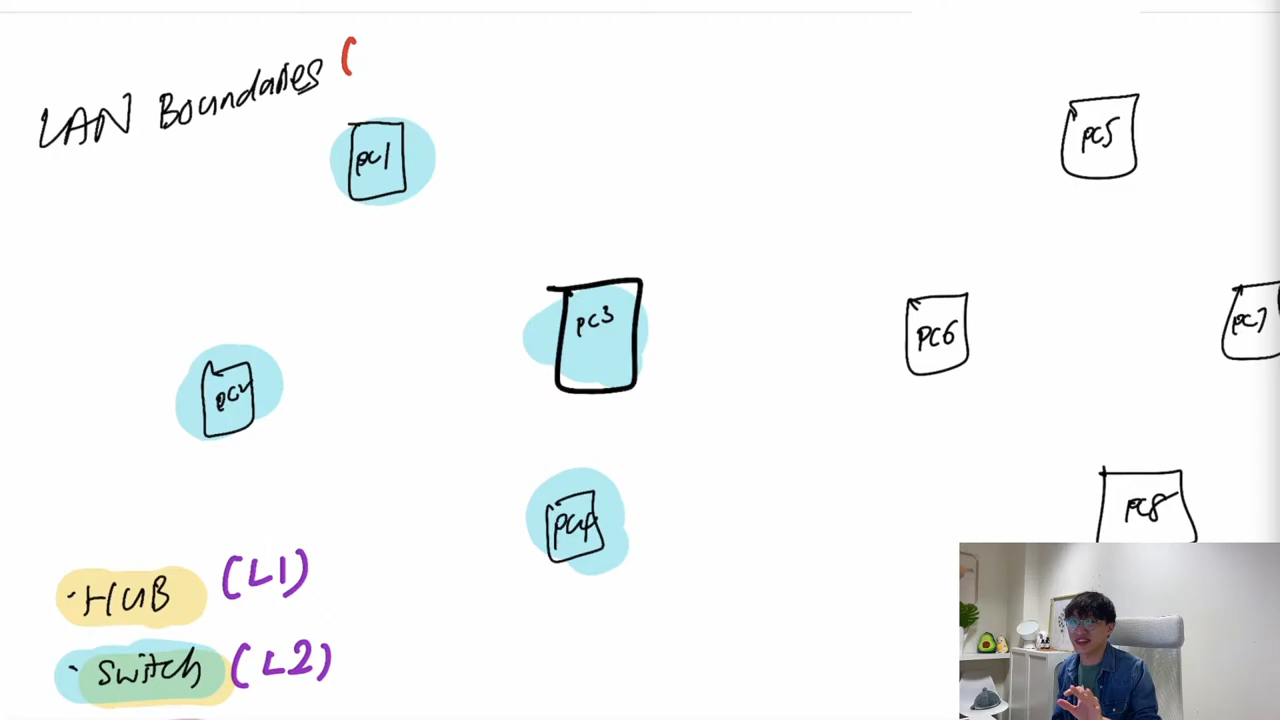 LAN Boundaries (
pc1
pc5
pc3
pc6
pc7
pc2
pc4
pc8
·HUB (L1)
·Switch (L2)